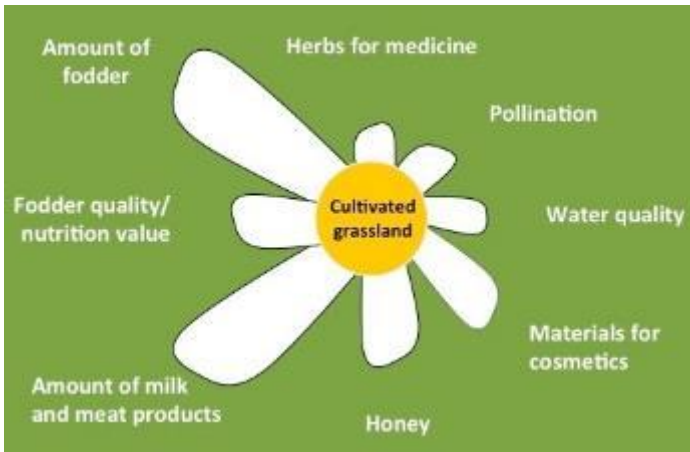 Amount of
fodder
Herbs for medicine
Pollination
Fodder quality/
nutrition value
Cultivated
grassland
Water quality
Materials for
cosmetics
Amount of milk
and meat products
Honey